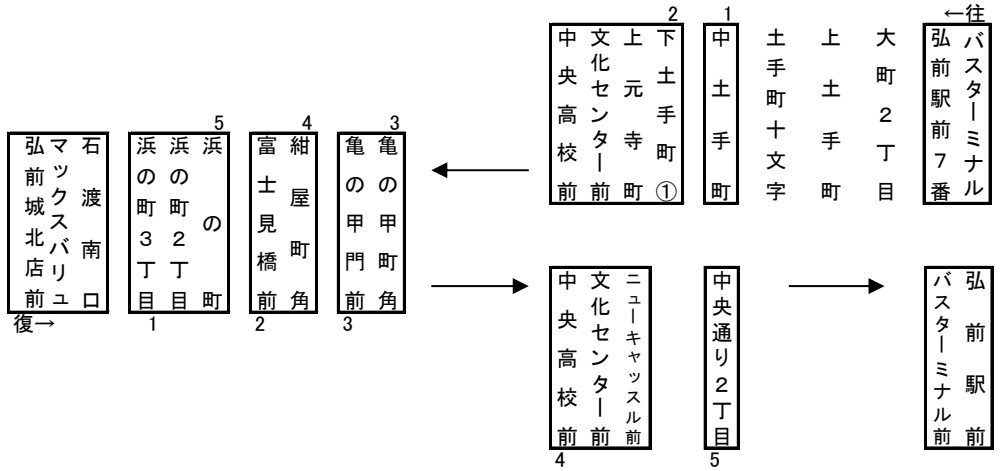 ←往
バスターミナル
弘前駅前7番
大町2丁目
上土手町
土手町十文字
1
中土手町
2
下土手町①
上元寺町
文化センター前
中央高校前
3
亀の甲町角
亀の甲門前
4
紺屋町角
富士見橋前
5
浜の町
浜の町2丁目
浜の町3丁目
石渡南口
マックスバリュ
弘前城北店前
復→
1
2
3
ニューキャッスル前
文化センター前
中央高校前
4
中央通り2丁目
5
弘前駅前
バスターミナル前